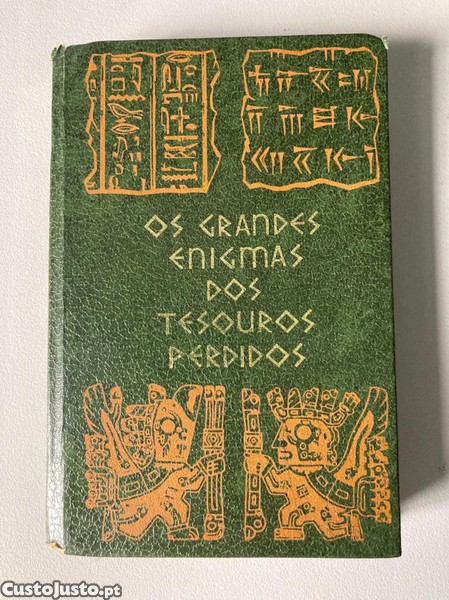 OS GRANDES
ENIGMAS
DOS
TESOUROS
PERDIDOS
CustoJusto.pt